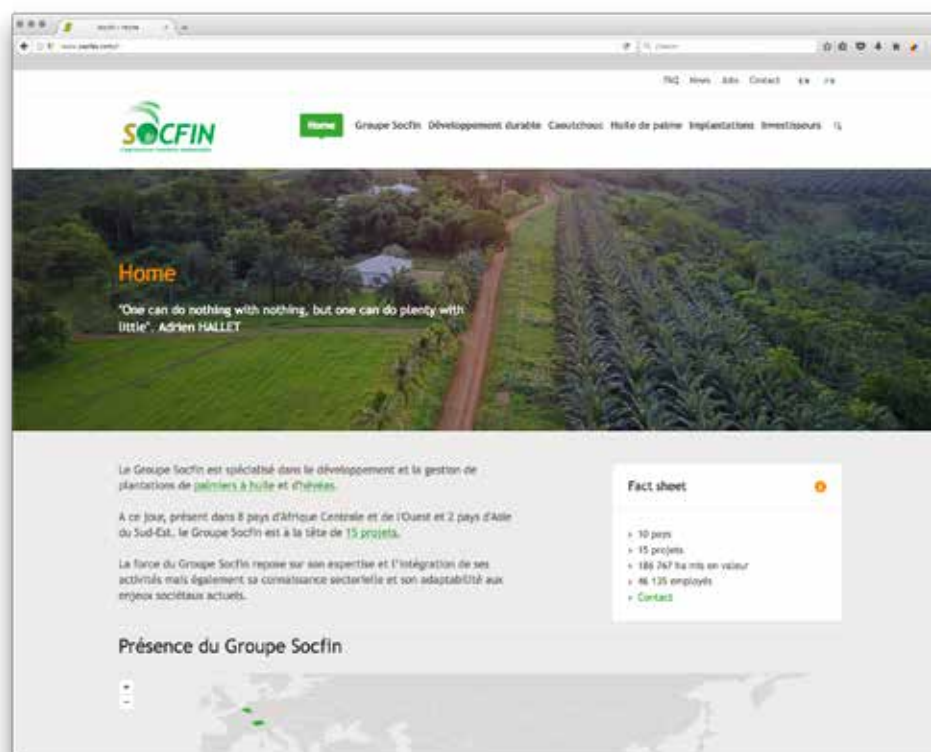 FAQ News Jobs Contact EN FR
SOCFIN
Home Groupe Socfin Développement durable Caoutchouc Huile de palme Implantations Investisseurs
Home
"One can do nothing with nothing, but one can do plenty with
little". Adrien HALLET
Le Groupe Socfin est spécialisé dans le développement et la gestion de
plantations de palmiers à huile et d'hévéas.
A ce jour, présent dans 8 pays d'Afrique Centrale et de l'Ouest et 2 pays d'Asie
du Sud-Est, le Groupe Socfin est à la tête de 15 projets.
La force du Groupe Socfin repose sur son expertise et l'intégration de ses
activités mais également sa connaissance sectorielle et son adaptabilité aux
enjeux sociétaux actuels.
Fact sheet
› 10 pays
› 15 projets
› 186 767 ha mis en valeur
› 46 135 employés
› Contact
Présence du Groupe Socfin
+
−